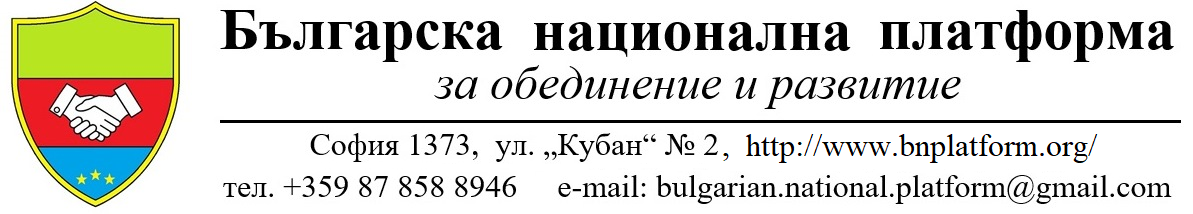 Българска национална платформа
за обединение и развитие
София 1373, ул. „Кубан“ № 2, http://www.bnplatform.org/
тел. +359 87 858 8946 e-mail: bulgarian.national.platform@gmail.com